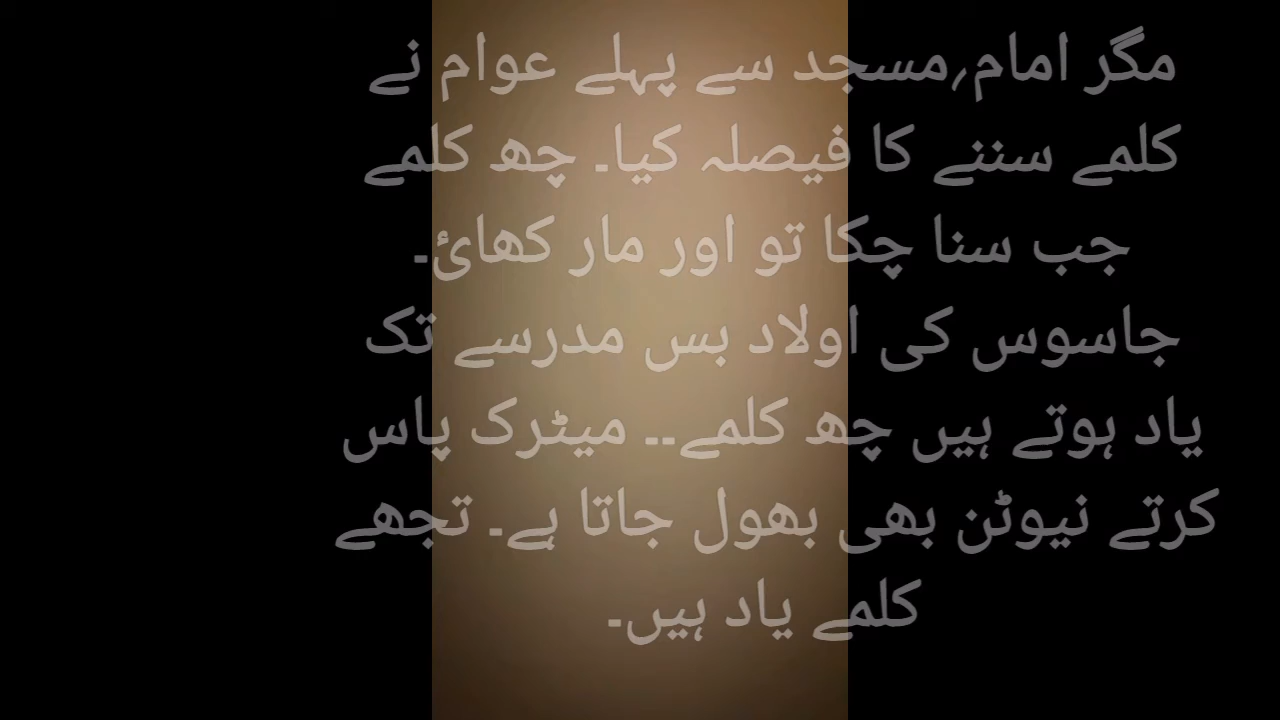 مگر امام؍مسجد سے پہلے عوام نے
کلمے سننے کا فیصلہ کیا۔ چھ کلمے
جب سنا چکا تو اور مار کھائ۔
جاسوس کی اولاد بس مدرسے تک
یاد ہوتے ہیں چھ کلمے۔۔ میٹرک پاس
کرتے نیوٹن بھی بھول جاتا ہے۔ تجھے
کلمے یاد ہیں۔